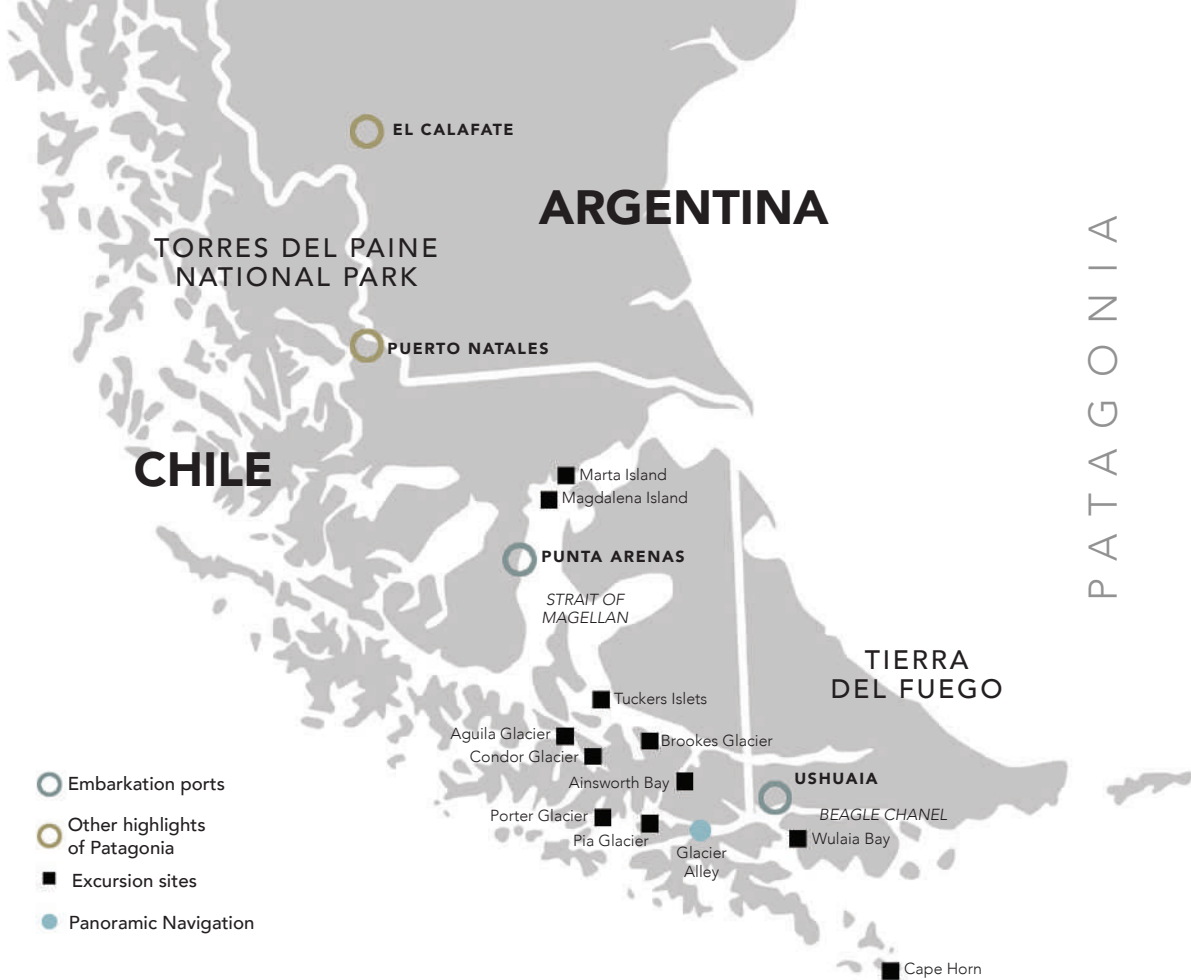 EL CALAFATE
ARGENTINA
TORRES DEL PAINE
NATIONAL PARK
PATAGONIA
PUERTO NATALES
CHILE
Marta Island
Magdalena Island
PUNTA ARENAS
STRAIT OF
MAGELLAN
TIERRA
DEL FUEGO
Tuckers Islets
Aguila Glacier
Brookes Glacier
Condor Glacier
Ainsworth Bay
USHUAIA
BEAGLE CHANEL
Porter Glacier
Pia Glacier
Wulaia Bay
Glacier
Alley
Cape Horn
Embarkation ports
Other highlights
of Patagonia
Excursion sites
Panoramic Navigation